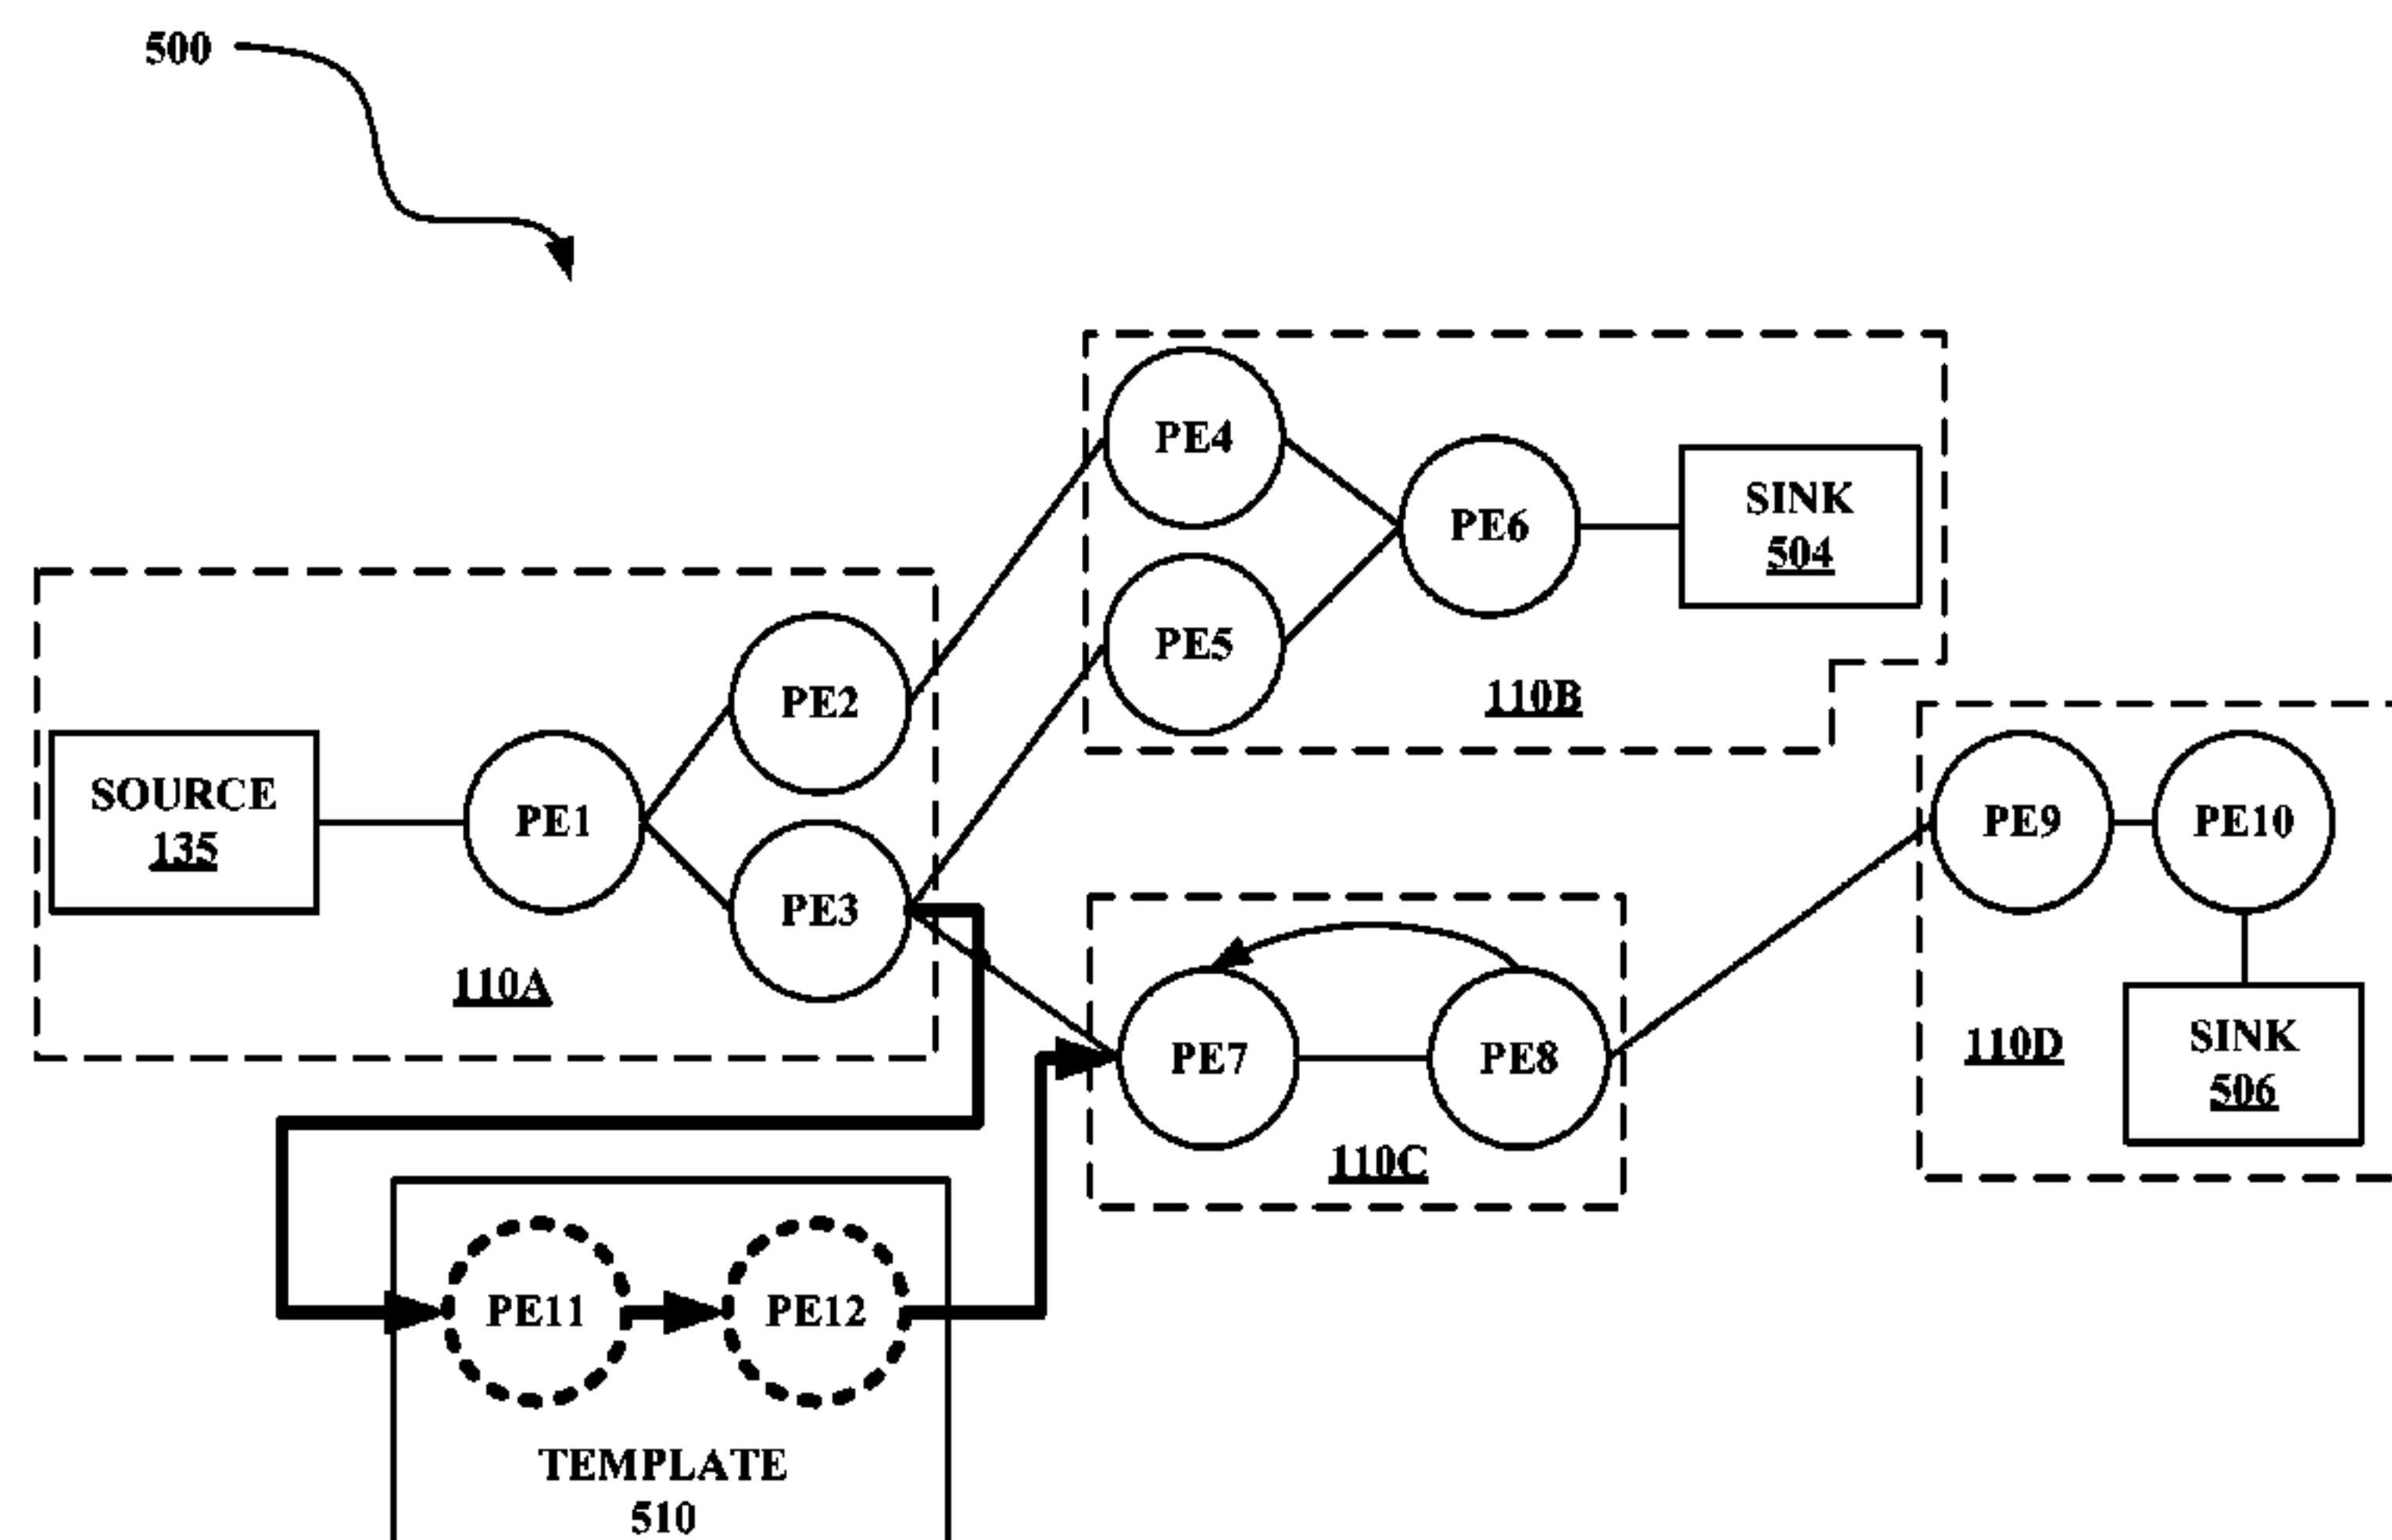 500
PE4
PE6
SINK
504
PE5
110B
PE2
SOURCE
135
PE1
PE3
110A
PE9
PE10
PE7
PE8
110C
110D
SINK
506
PE11
PE12
TEMPLATE
510